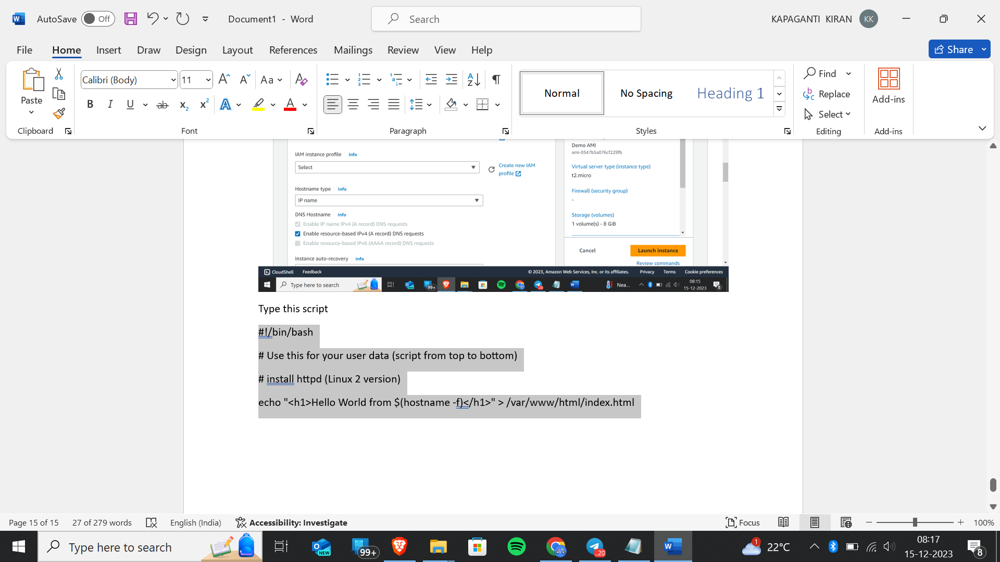 AutoSave Off Document1 - Word Search KAPAGANTI KIRAN KK
File Home Insert Draw Design Layout References Mailings Review View Help Share
Paste Calibri (Body) 11 Normal No Spacing Heading 1 Find Replace Select Add-ins
Clipboard Font Paragraph Styles Editing Add-ins
Demo AMI
ami-0347b5a076cf229fb
IAM instance profile Info
Select
Create new IAM
profile
Virtual server type (instance type)
t2.micro
Hostname type Info
IP name
Firewall (security group)
-
DNS Hostname Info
Enable IP name IPv4 (A record) DNS requests
Enable resource-based IPv4 (A record) DNS requests
Enable resource-based IPv6 (AAAA record) DNS requests
Storage (volumes)
1 volume(s) - 8 GiB
Cancel Launch instance
Instance auto-recovery Info
Review commands
CloudShell Feedback © 2023, Amazon Web Services, Inc. or its affiliates. Privacy Terms Cookie preferences
Type here to search 99+ Nea... 08:15
15-12-2023 8
Type this script
#!/bin/bash
# Use this for your user data (script from top to bottom)
# install httpd (Linux 2 version)
echo "<h1>Hello World from $(hostname -f)</h1>" > /var/www/html/index.html
Page 15 of 15 27 of 279 words English (India) Accessibility: Investigate Focus 100%
Type here to search NEW 99+ ..20 1 22°C 08:17
15-12-2023 8